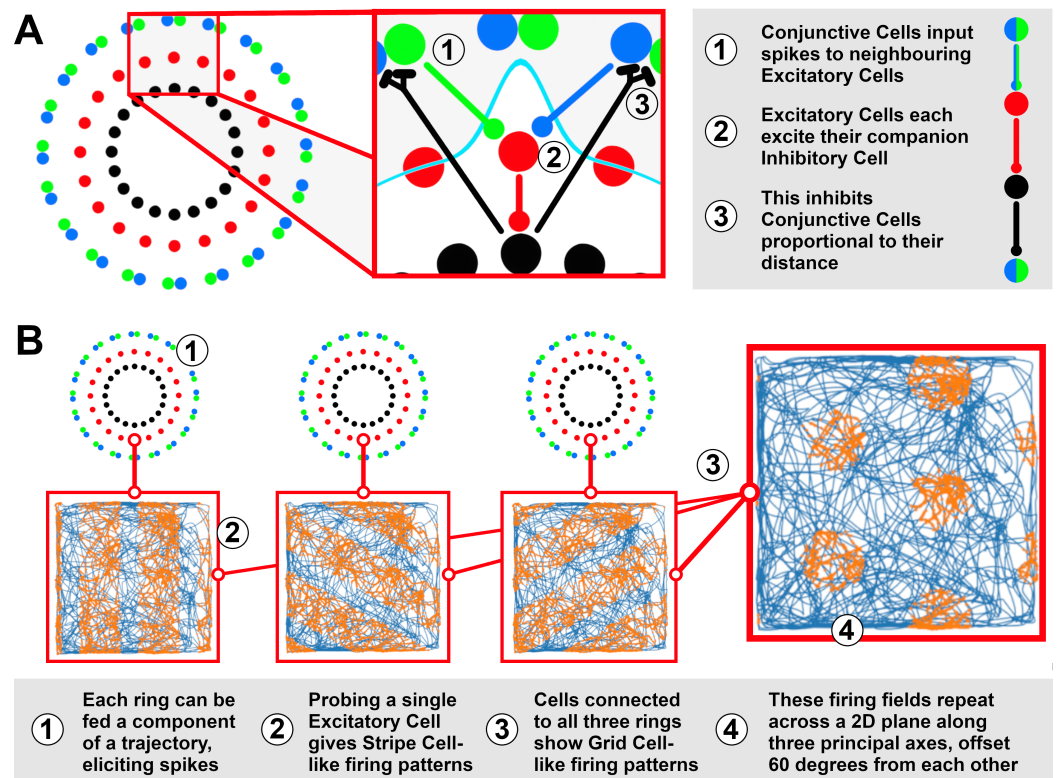 A
1
3
2
1
Conjunctive Cells input
spikes to neighbouring
Excitatory Cells
2
Excitatory Cells each
excite their companion
Inhibitory Cell
3
This inhibits
Conjunctive Cells
proportional to their
distance
B
1
2
3
4
1
Each ring can be
fed a component
of a trajectory,
eliciting spikes
2
Probing a single
Excitatory Cell
gives Stripe Cell-
like firing patterns
3
Cells connected
to all three rings
show Grid Cell-
like firing patterns
4
These firing fields repeat
across a 2D plane along
three principal axes, offset
60 degrees from each other